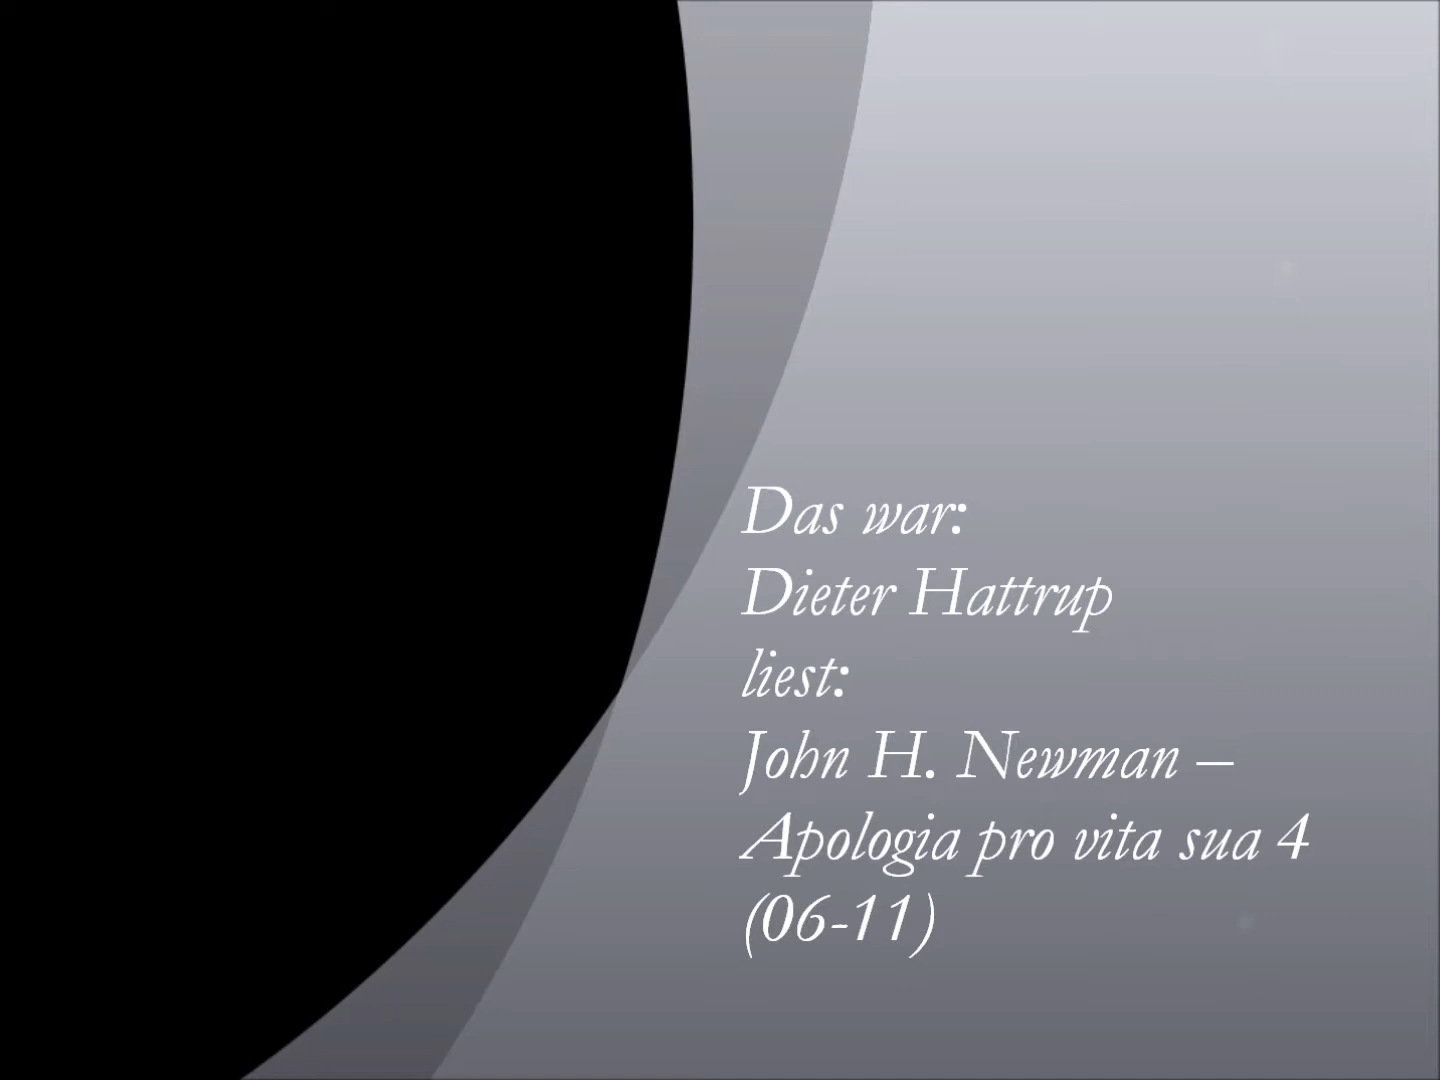 Das war:
Dieter Hattrup
liest:
John H. Newman –
Apologia pro vita sua 4
(06-11)